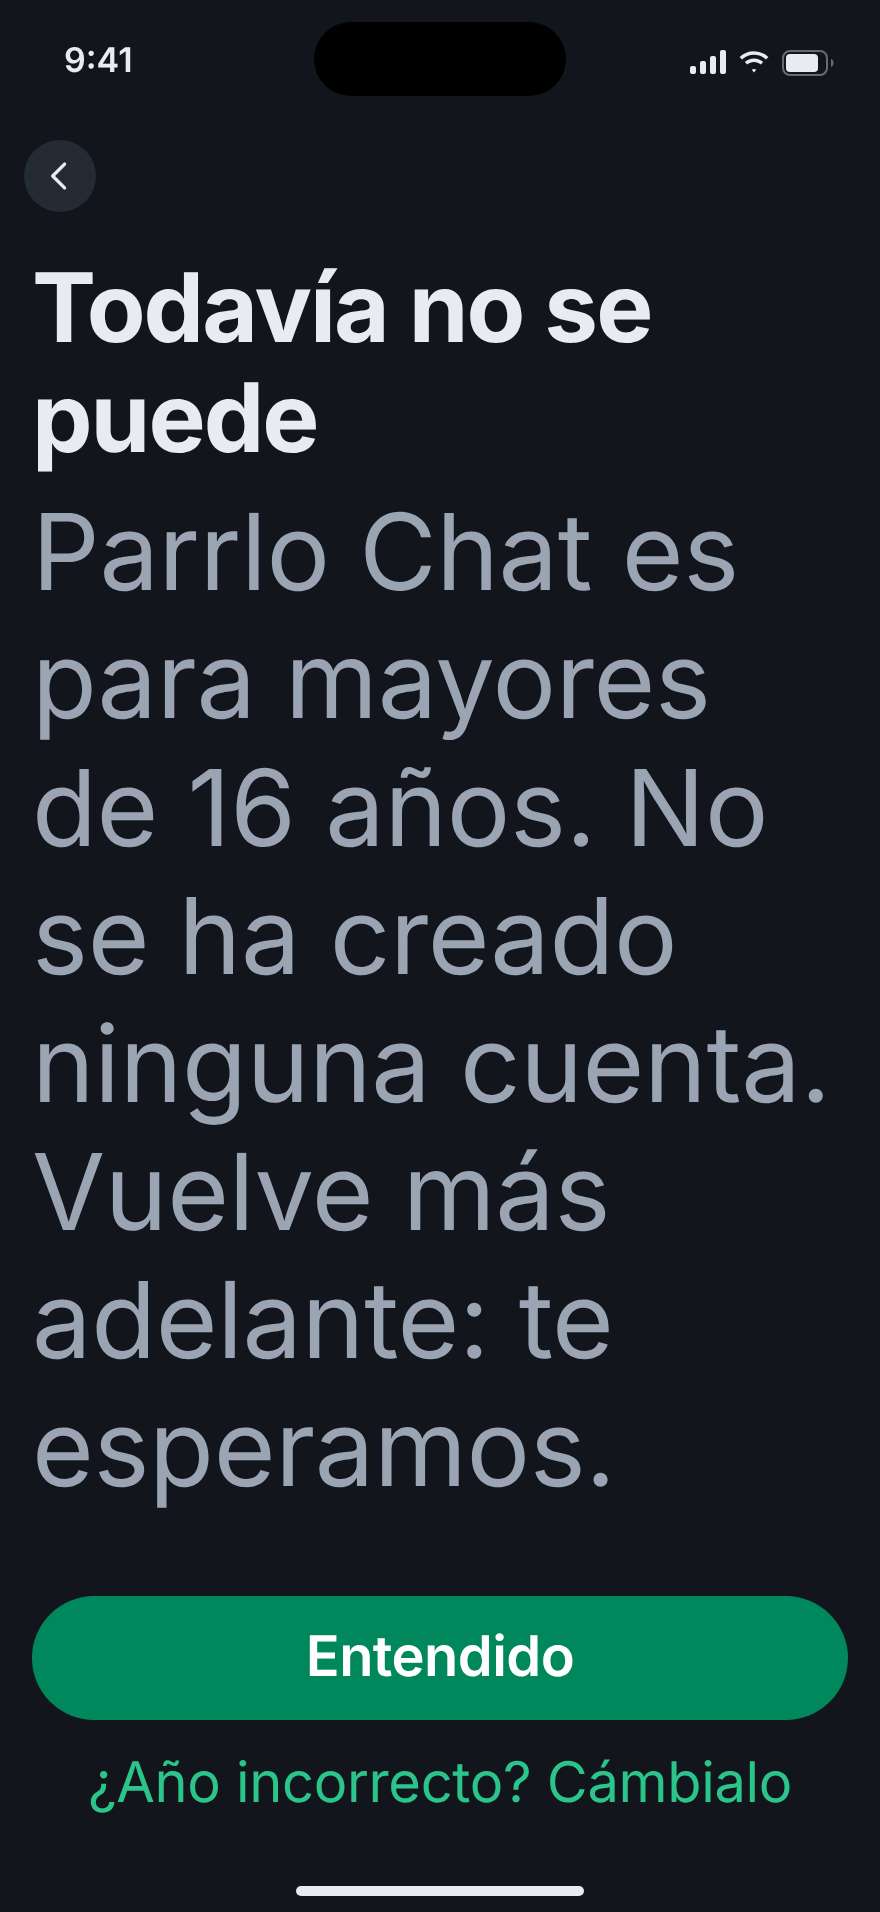 9:41
Todavía no se
puede
Parrlo Chat es
para mayores
de 16 años. No
se ha creado
ninguna cuenta.
Vuelve más
adelante: te
esperamos.
Entendido
¿Año incorrecto? Cámbialo